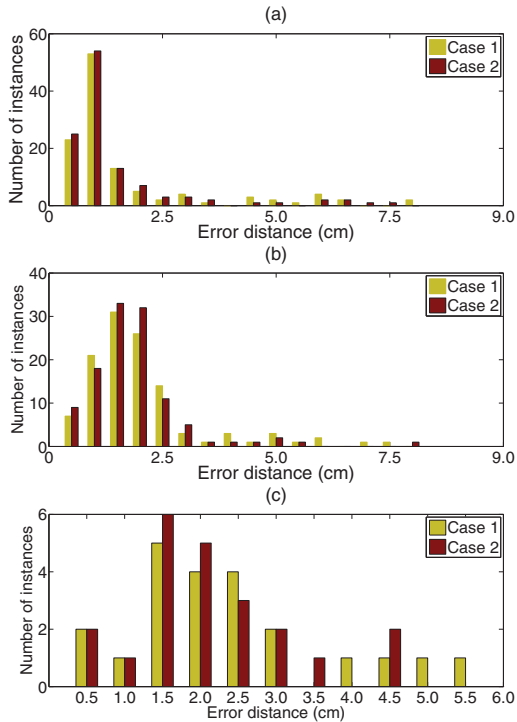 (a)
60
40
20
0
Number of instances
Case 1
Case 2
0
2.5
5.0
7.5
9.0
Error distance (cm)
(b)
40
30
20
10
0
Number of instances
Case 1
Case 2
0
2.5
5.0
7.5
9.0
Error distance (cm)
(c)
6
4
2
0
Number of instances
Case 1
Case 2
0.5 1.0 1.5 2.0 2.5 3.0 3.5 4.0 4.5 5.0 5.5 6.0
Error distance (cm)